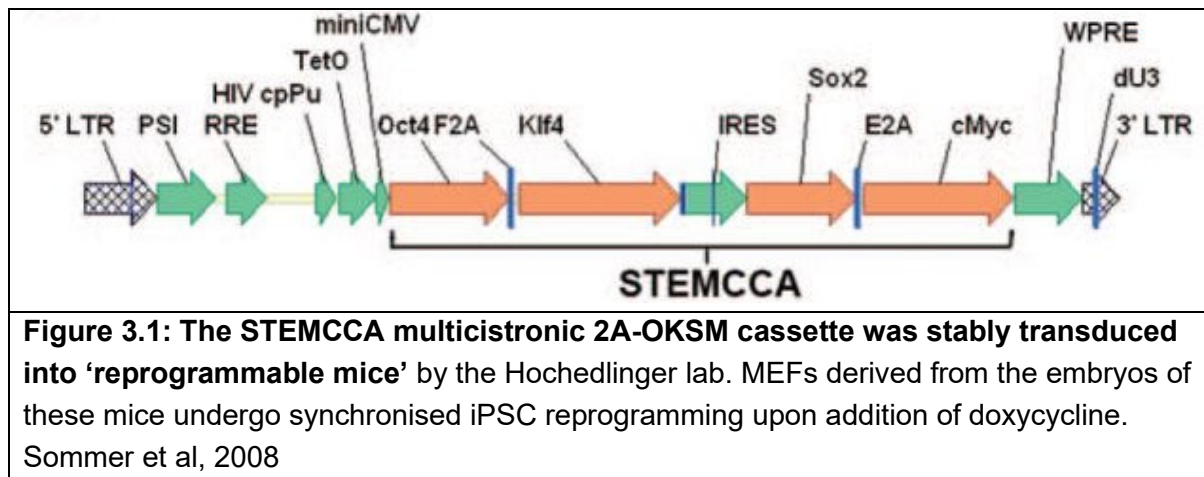 miniCMV
WPRE
TetO
Sox2
dU3
HIV cpPu
5' LTR PSI RRE Oct4 F2A Klf4 IRES E2A cMyc 3' LTR
STEMCCA
Figure 3.1: The STEMCCA multicistronic 2A-OKSM cassette was stably transduced
into ‘reprogrammable mice’ by the Hochedlinger lab. MEFs derived from the embryos of
these mice undergo synchronised iPSC reprogramming upon addition of doxycycline.
Sommer et al, 2008